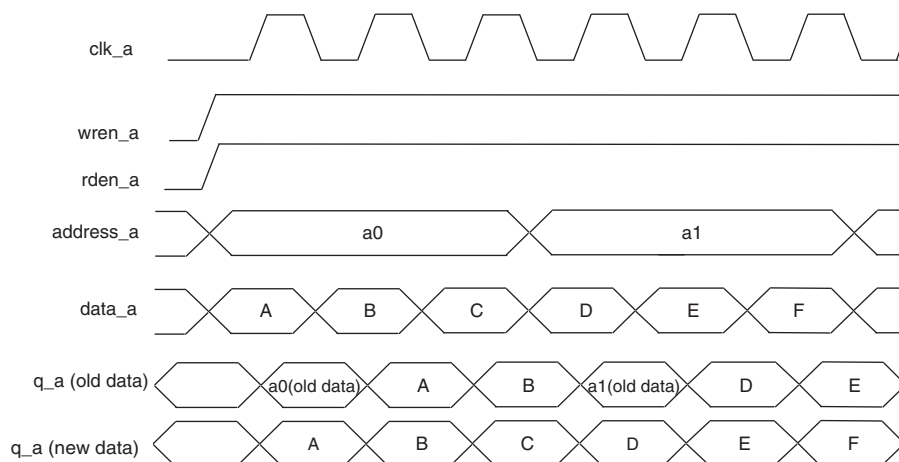 clk_a
wren_a
rden_a
address_a a0 a1
data_a A B C D E F
q_a (old data) a0(old data) A B a1(old data) D E
q_a (new data) A B C D E F